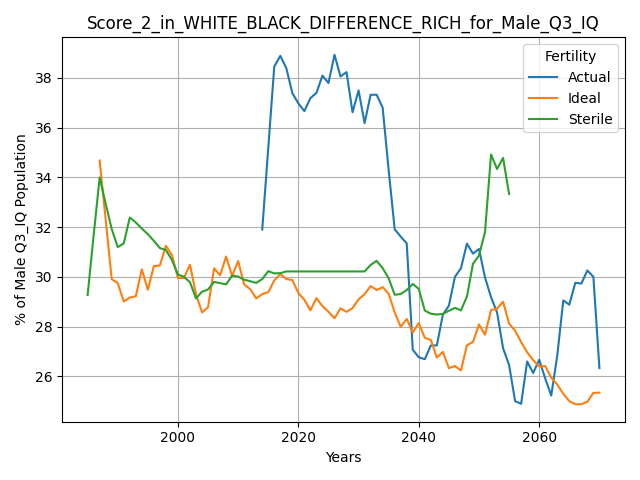 Score_2_in_WHITE_BLACK_DIFFERENCE_RICH_for_Male_Q3_IQ
Fertility
Actual
Ideal
Sterile
% of Male Q3_IQ Population
38
36
34
32
30
28
26
2000
2020
2040
2060
Years